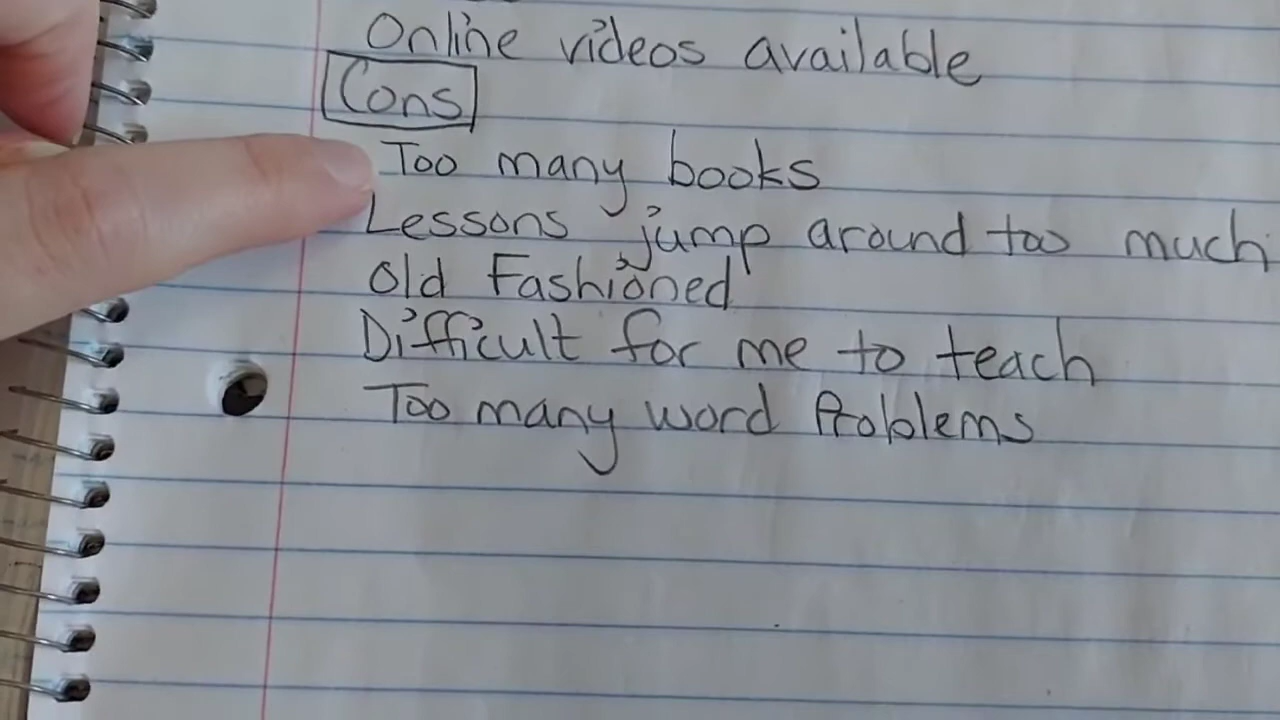 Online videos available
Cons
Too many books
Lessons jump around too much
Old Fashioned
Difficult for me to teach
Too many word Problems